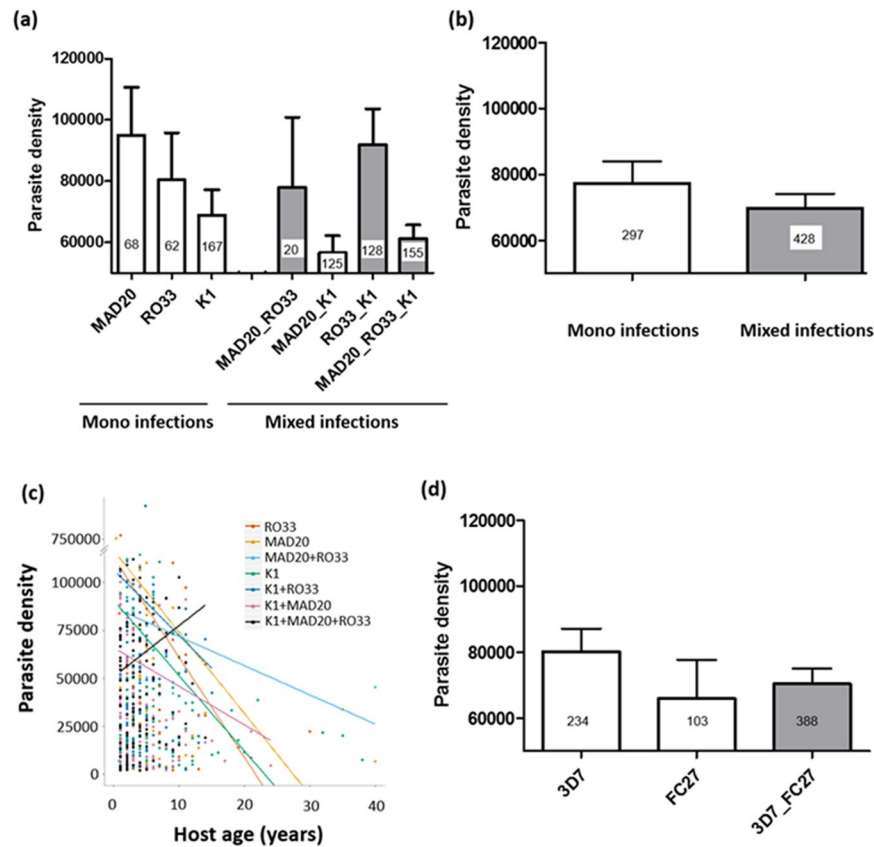 (a)
Parasite density
120000
100000
80000
60000
68
62
167
20
125
128
155
MAD20
RO33
K1
MAD20_RO33
MAD20_K1
RO33_K1
MAD20_RO33_K1
Mono infections
Mixed infections
(b)
Parasite density
120000
100000
80000
60000
297
428
Mono infections
Mixed infections
(c)
Parasite density
750000
100000
75000
50000
25000
0
0
10
20
30
40
Host age (years)
RO33
MAD20
MAD20+RO33
K1
K1+RO33
K1+MAD20
K1+MAD20+RO33
(d)
Parasite density
120000
100000
80000
60000
234
103
388
3D7
FC27
3D7_FC27